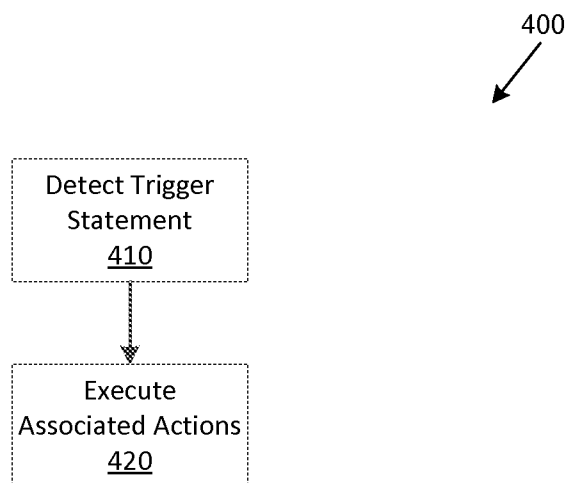 400
Detect Trigger
Statement
410
Execute
Associated Actions
420